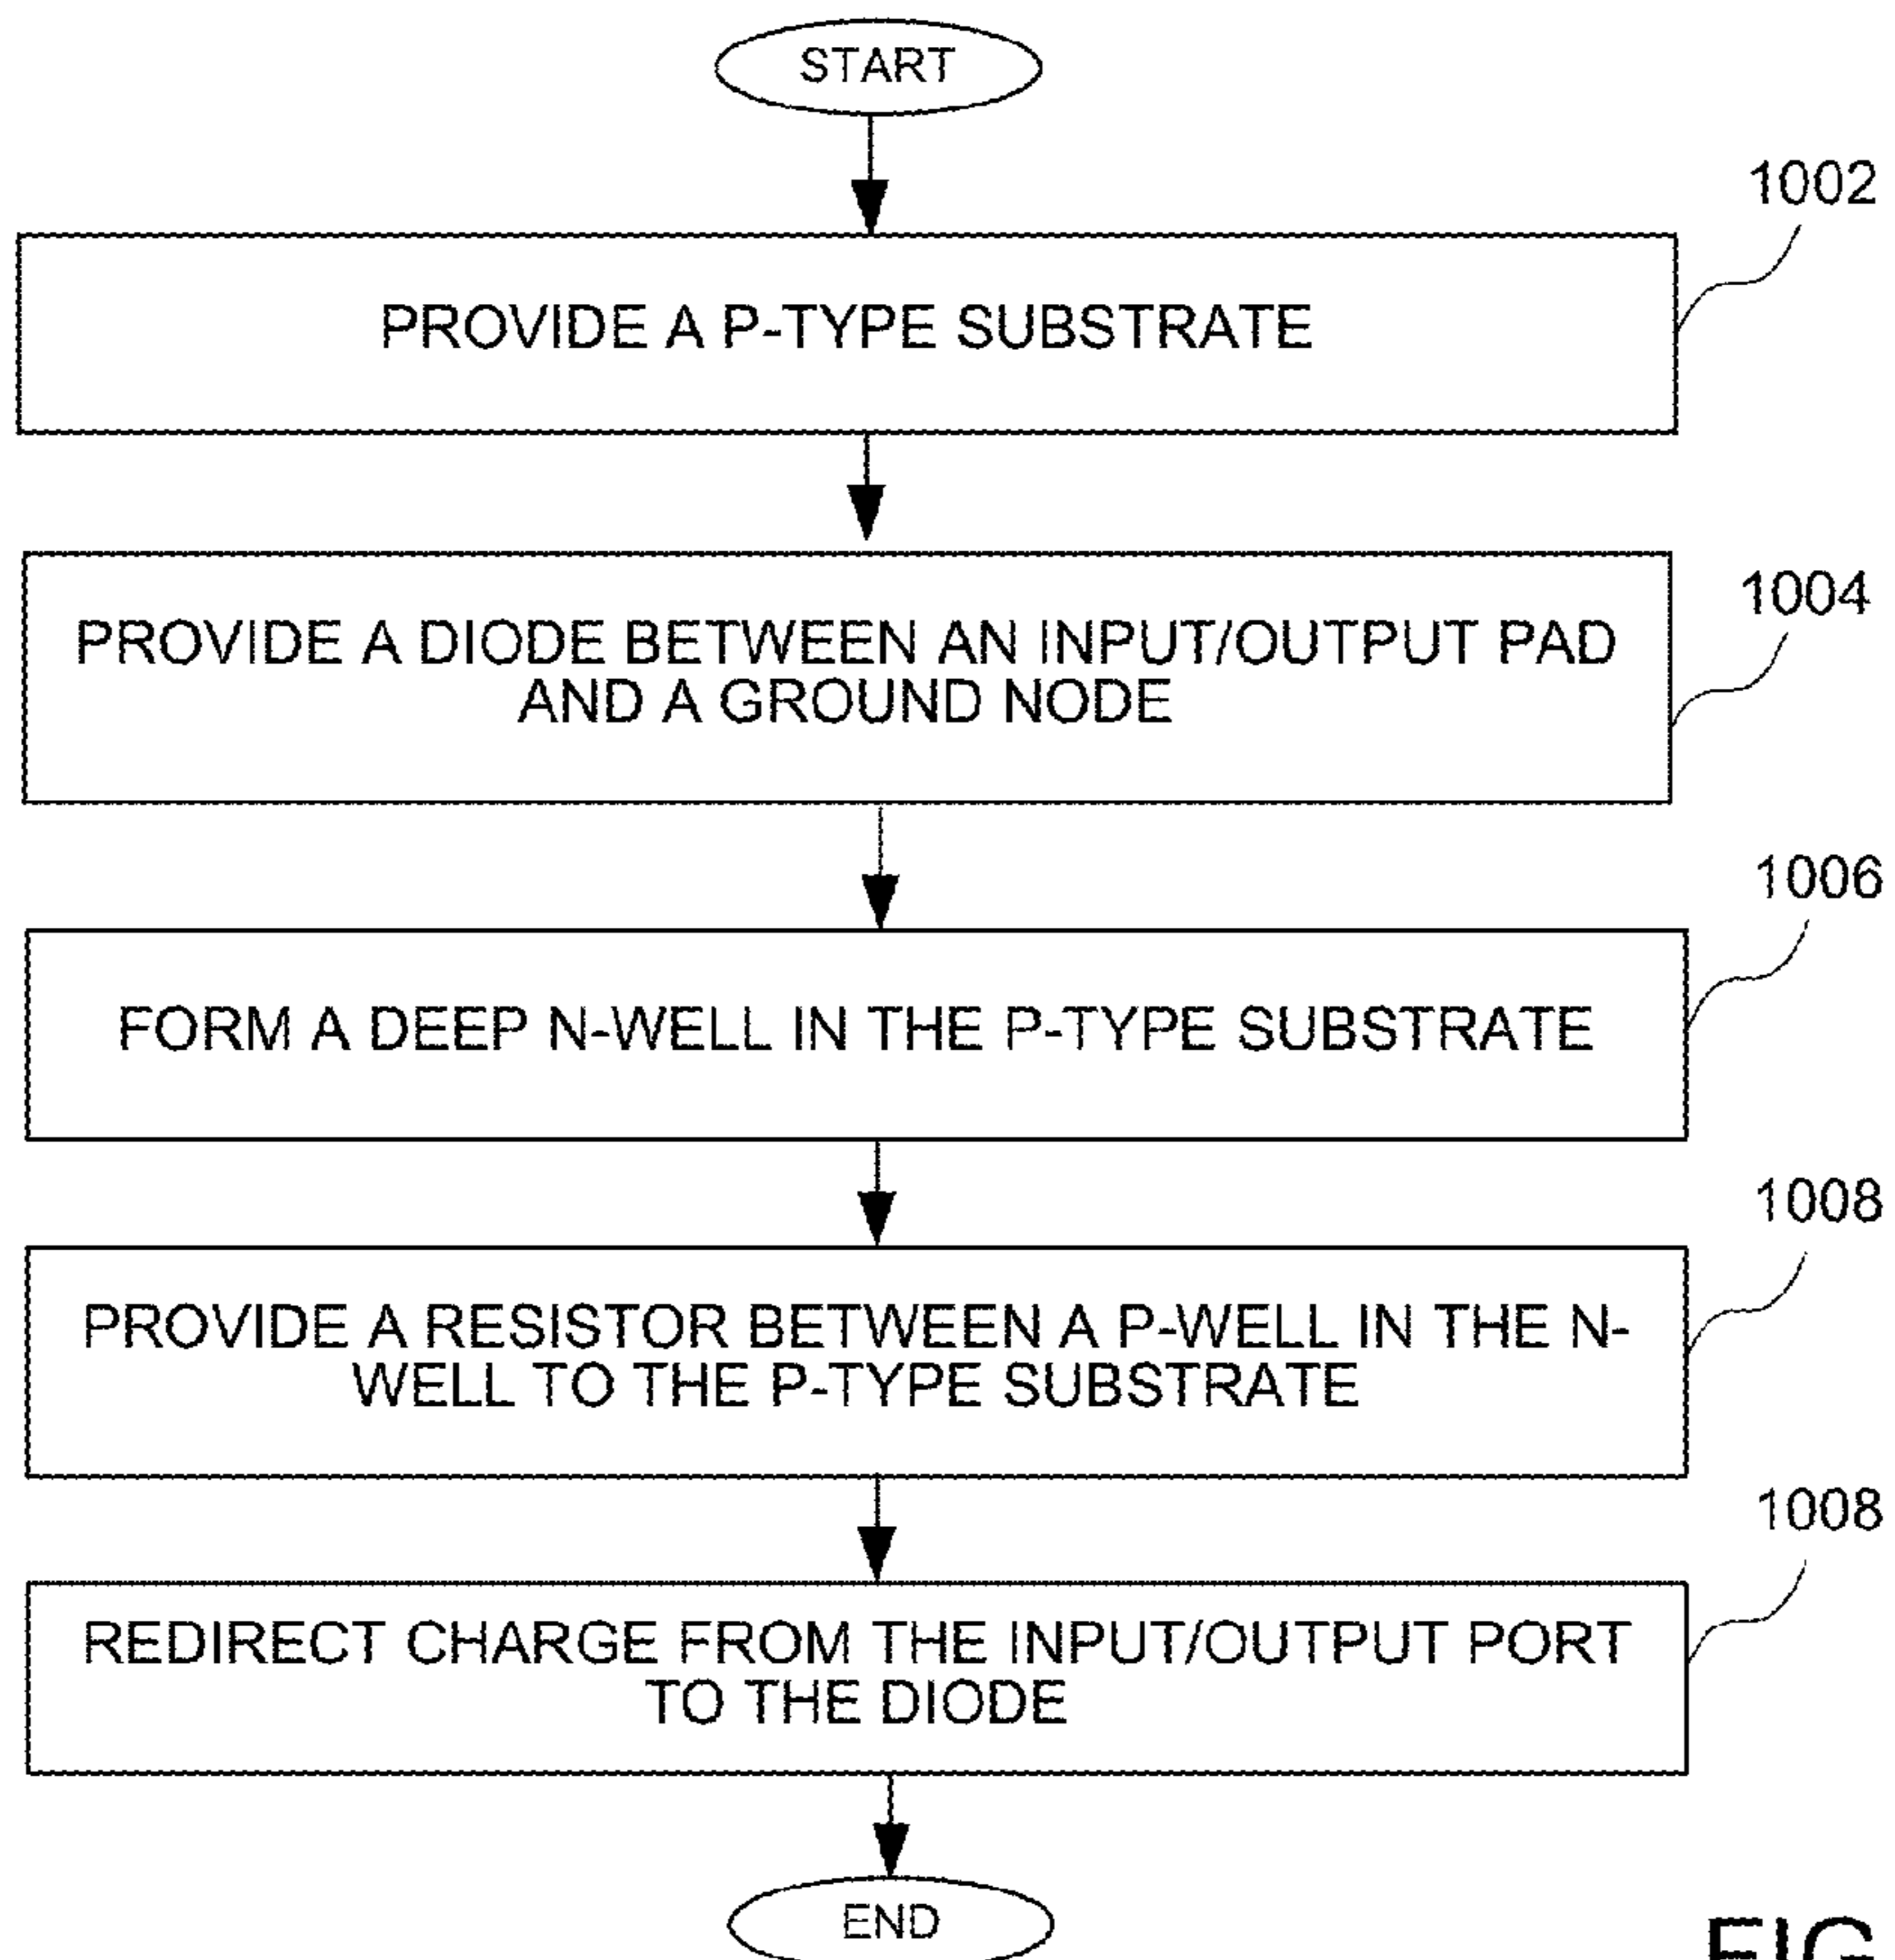 START
1002
PROVIDE A P-TYPE SUBSTRATE
1004
PROVIDE A DIODE BETWEEN AN INPUT/OUTPUT PAD
AND A GROUND NODE
1006
FORM A DEEP N-WELL IN THE P-TYPE SUBSTRATE
1008
PROVIDE A RESISTOR BETWEEN A P-WELL IN THE N-
WELL TO THE P-TYPE SUBSTRATE
1008
REDIRECT CHARGE FROM THE INPUT/OUTPUT PORT
TO THE DIODE
END
FIG